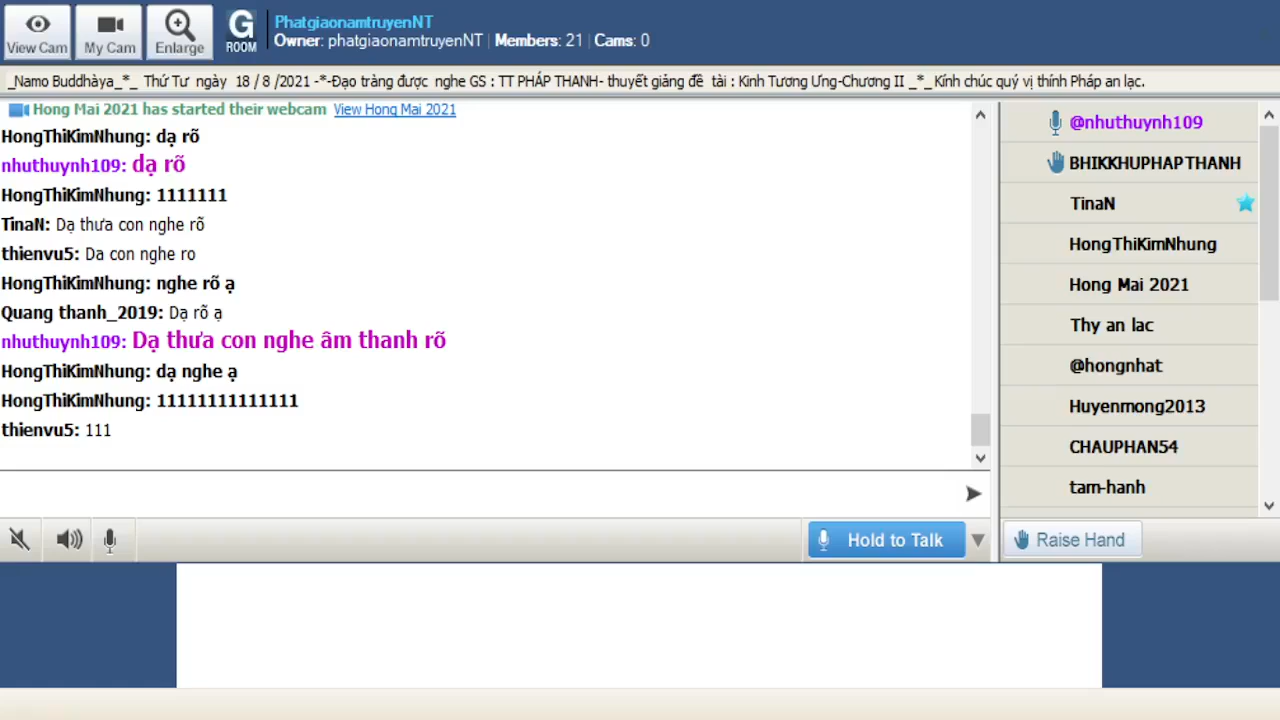 View Cam
My Cam
Enlarge
G
ROOM
PhatgiaonamtruyenNT
Owner: phatgiaonamtruyenNT | Members: 21 | Cams: 0
_Namo Buddhàya_*_ Thứ Tư ngày 18 / 8 /2021 -*-Đạo tràng được nghe GS : TT PHÁP THANH- thuyết giảng đề tài : Kinh Tương Ưng-Chương II _*_ Kính chúc quý vị thính Pháp an lạc.
Hong Mai 2021 has started their webcam View Hong Mai 2021
HongThiKimNhung: dạ rõ
nhuthuynh109: dạ rõ
HongThiKimNhung: 1111111
TinaN: Dạ thưa con nghe rõ
thienvu5: Da con nghe ro
HongThiKimNhung: nghe rõ ạ
Quang thanh_2019: Dạ rõ ạ
nhuthuynh109: Dạ thưa con nghe âm thanh rõ
HongThiKimNhung: dạ nghe ạ
HongThiKimNhung: 11111111111111
thienvu5: 111
@nhuthuynh109
BHIKKHUPHAPTHANH
TinaN
HongThiKimNhung
Hong Mai 2021
Thy an lac
@hongnhat
Huyenmong2013
CHAUPHAN54
tam-hanh
Hold to Talk
Raise Hand